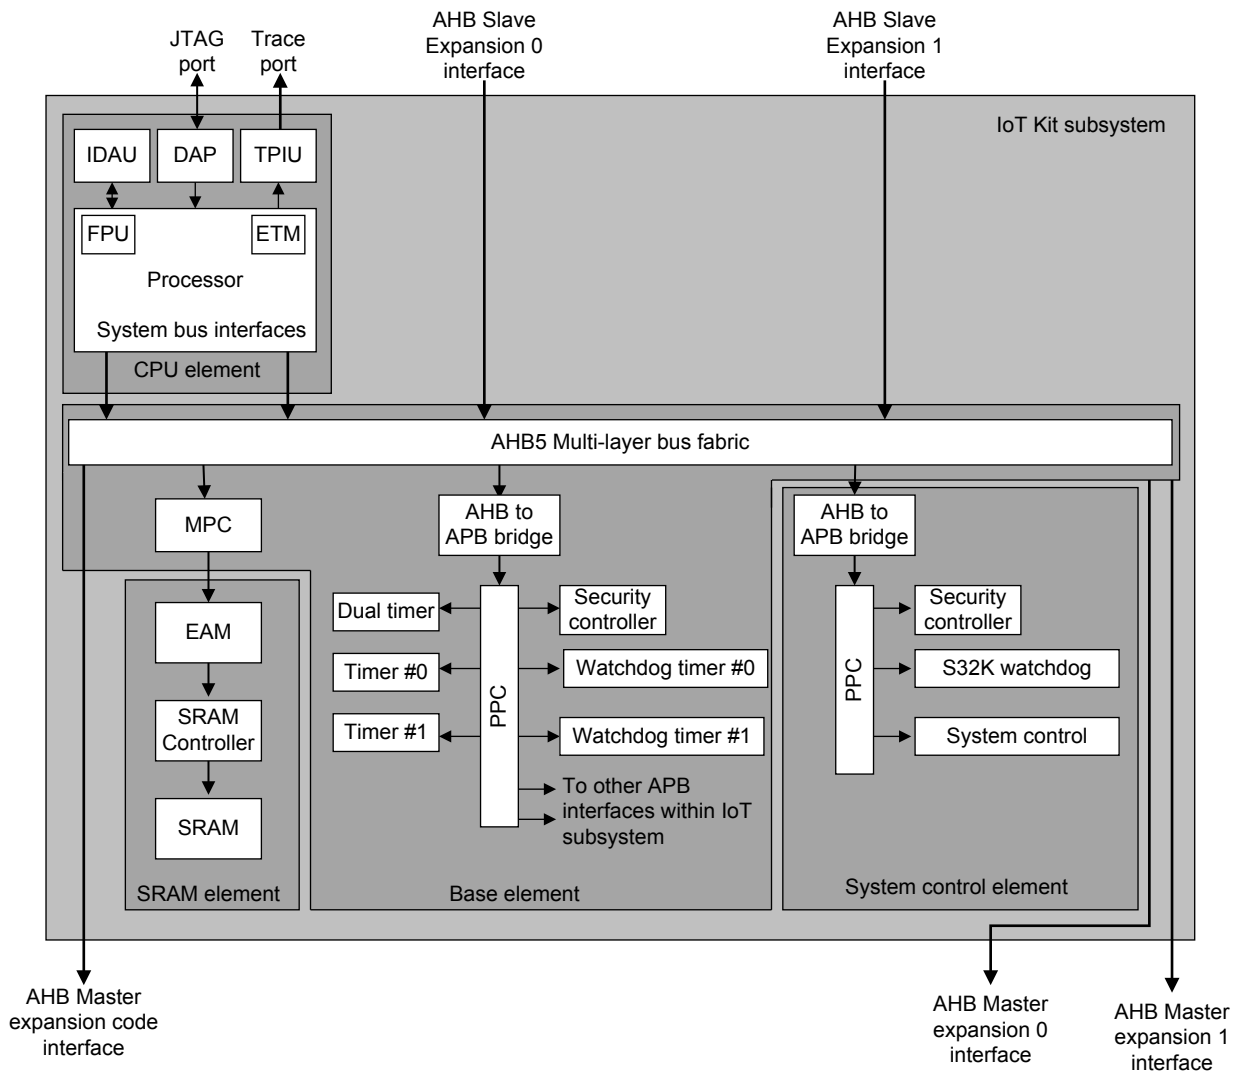 AHB Slave
Expansion 0
interface
AHB Slave
Expansion 1
interface
JTAG
port
Trace
port
IoT Kit subsystem
IDAU
DAP
TPIU
FPU
ETM
Processor
System bus interfaces
CPU element
AHB5 Multi-layer bus fabric
MPC
AHB to
APB bridge
AHB to
APB bridge
EAM
SRAM
Controller
SRAM
SRAM element
Dual timer
Timer #0
Timer #1
PPC
Security
controller
Watchdog timer #0
Watchdog timer #1
To other APB
interfaces within IoT
subsystem
Base element
PPC
Security
controller
S32K watchdog
System control
System control element
AHB Master
expansion code
interface
AHB Master
expansion 0
interface
AHB Master
expansion 1
interface